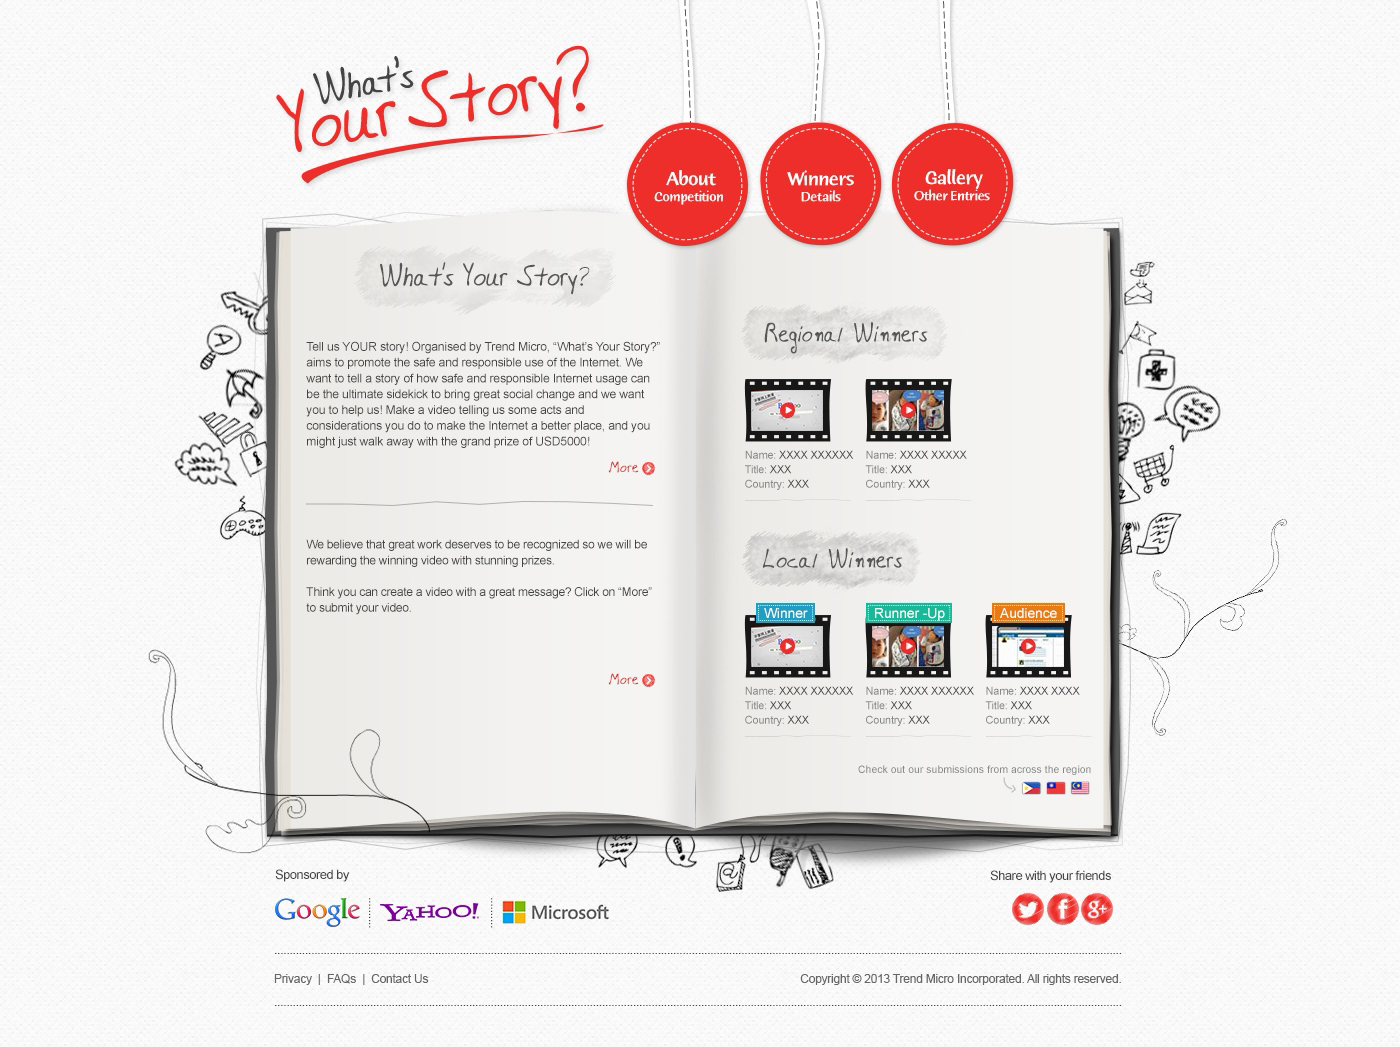 What's
Your Story?
About
Competition
Winners
Details
Gallery
Other Entries
What's Your Story?
Tell us YOUR story! Organised by Trend Micro, “What’s Your Story?”
aims to promote the safe and responsible use of the Internet. We
want to tell a story of how safe and responsible Internet usage can
be the ultimate sidekick to bring great social change and we want
you to help us! Make a video telling us some acts and
considerations you do to make the Internet a better place, and you
might just walk away with the grand prize of USD5000!
More
We believe that great work deserves to be recognized so we will be
rewarding the winning video with stunning prizes.
Think you can create a video with a great message? Click on “More”
to submit your video.
More
Regional Winners
Name: XXXX XXXXXX
Title: XXX
Country: XXX
Name: XXXX XXXXX
Title: XXX
Country: XXX
Local Winners
Winner
Name: XXXX XXXXXX
Title: XXX
Country: XXX
Runner -Up
Name: XXXX XXXXXX
Title: XXX
Country: XXX
Audience
Name: XXXX XXXX
Title: XXX
Country: XXX
Check out our submissions from across the region
A
@
Sponsored by
Google
YAHOO!
Microsoft
Share with your friends
f
g+
Privacy | FAQs | Contact Us
Copyright © 2013 Trend Micro Incorporated. All rights reserved.